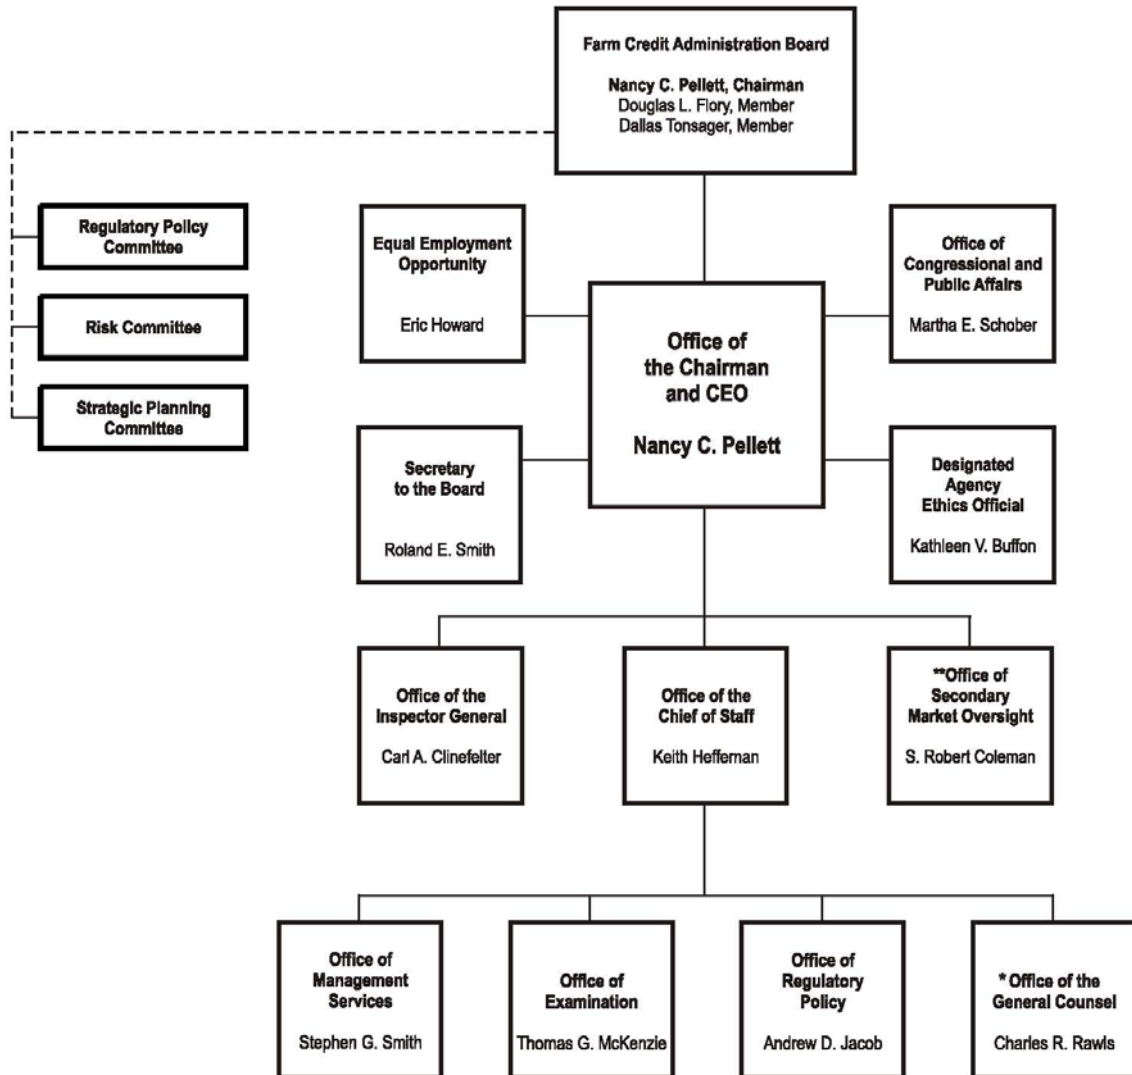 Farm Credit Administration Board
Nancy C. Pellett, Chairman
Douglas L. Flory, Member
Dallas Tonsager, Member
Regulatory Policy
Committee
Risk Committee
Strategic Planning
Committee
Equal Employment
Opportunity
Eric Howard
Office of
Congressional and
Public Affairs
Martha E. Schober
Office of
the Chairman
and CEO
Nancy C. Pellett
Secretary
to the Board
Roland E. Smith
Designated
Agency
Ethics Official
Kathleen V. Buffon
Office of the
Inspector General
Carl A. Clinefelter
Office of the
Chief of Staff
Keith Heffernan
**Office of
Secondary
Market Oversight
S. Robert Coleman
Office of
Management
Services
Stephen G. Smith
Office of
Examination
Thomas G. McKenzie
Office of
Regulatory
Policy
Andrew D. Jacob
* Office of the
General Counsel
Charles R. Rawls